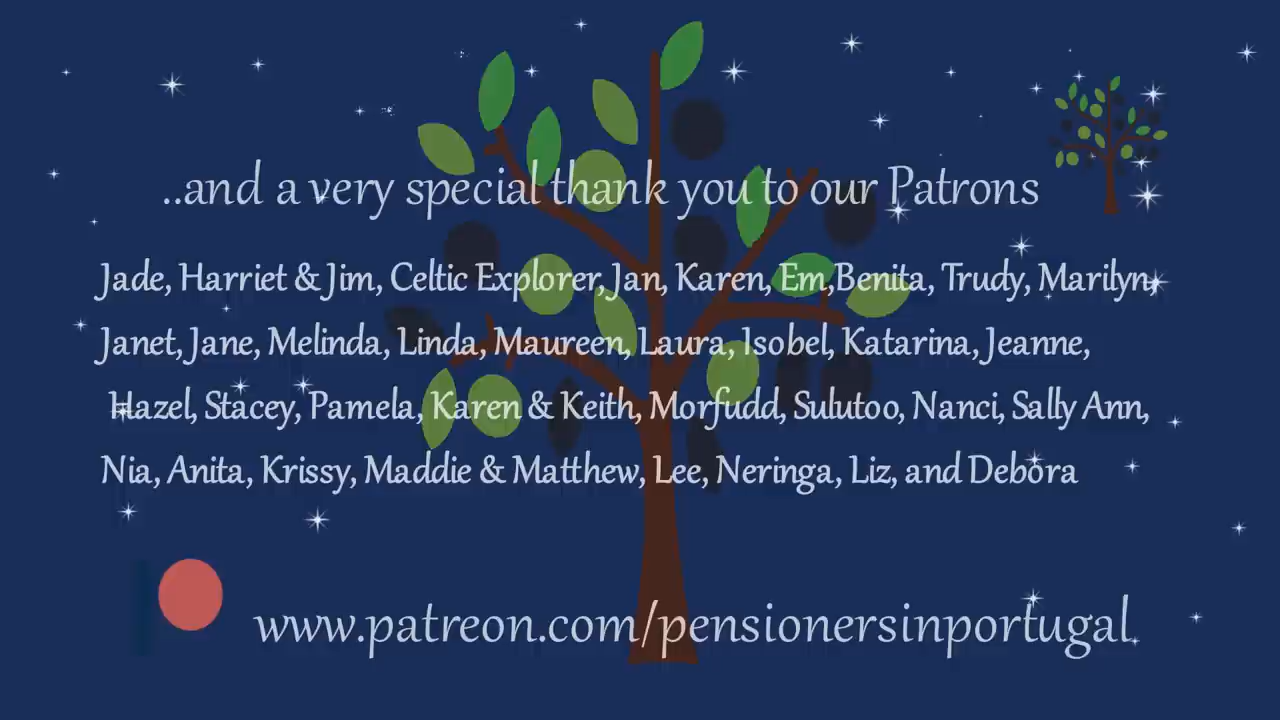 ..and a very special thank you to our Patrons
Jade, Harriet & Jim, Celtic Explorer, Jan, Karen, Em,Benita, Trudy, Marilyn,
Janet, Jane, Melinda, Linda, Maureen, Laura, Isobel, Katarina, Jeanne,
Hazel, Stacey, Pamela, Karen & Keith, Morfudd, Sulutoo, Nanci, Sally Ann,
Nia, Anita, Krissy, Maddie & Matthew, Lee, Neringa, Liz, and Debora
www.patreon.com/pensionersinportugal